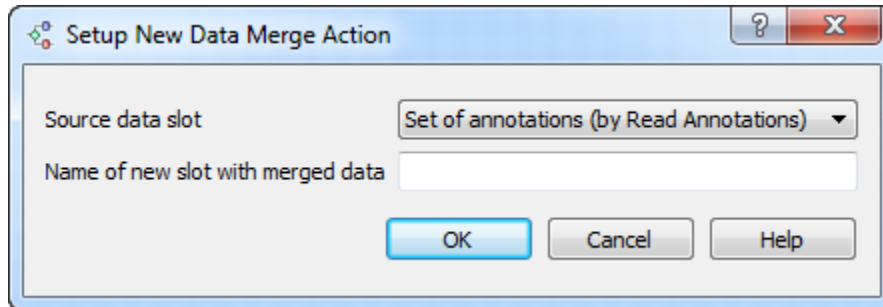 Setup New Data Merge Action
?
Source data slot Set of annotations (by Read Annotations)
Name of new slot with merged data
OK Cancel Help